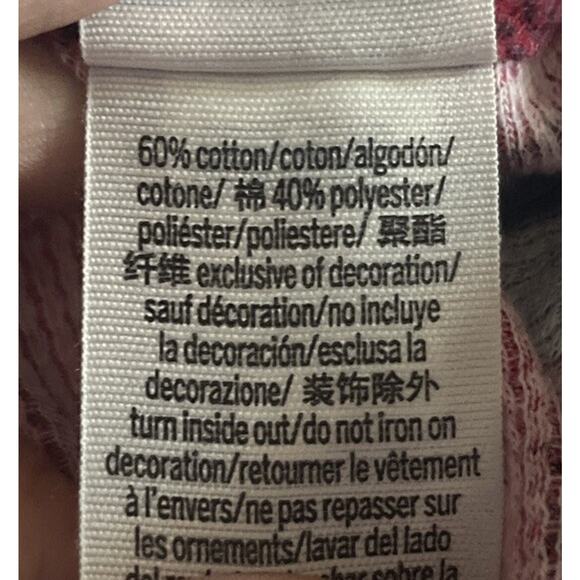 60% cotton/coton/algodón/
cotone/ 棉 40% polyester/
poliéster/poliestere/ 聚酯
纤维 exclusive of decoration/
sauf décoration/no incluye
la decoración/esclusa la
decorazione/ 装饰除外
turn inside out/do not iron on
decoration/retourner le vêtement
à l'envers/ne pas repasser sur
les ornements/lavar del lado
sobre la